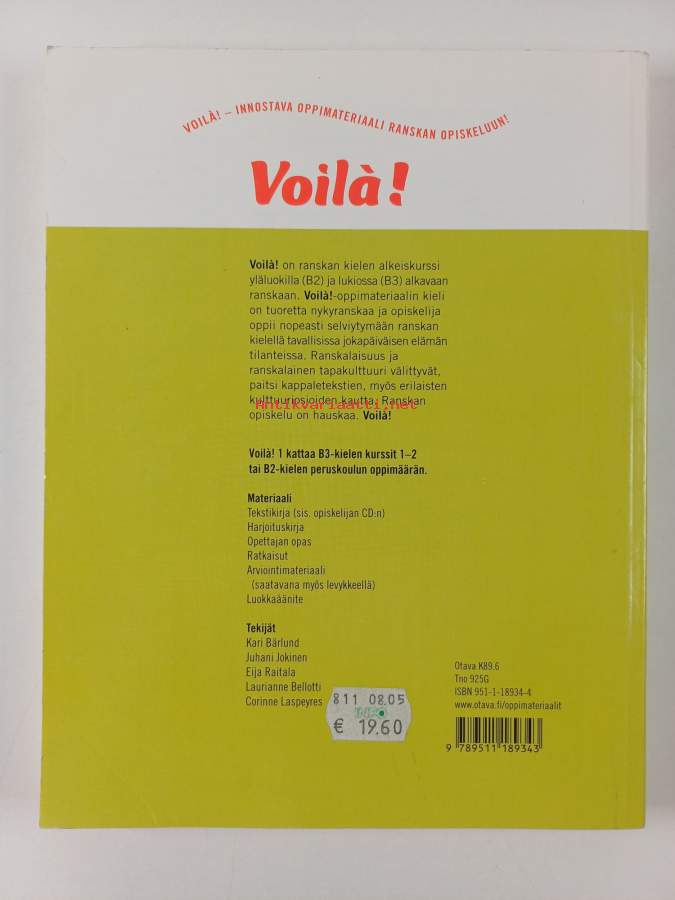 VOILÀ! – INNOSTAVA OPPIMATERIAALI RANSKAN OPISKELUUN!
Voilà!
Voilà! on ranskan kielen alkeiskurssi
yläluokilla (B2) ja lukiossa (B3) alkavaan
ranskaan. Voilà!-oppimateriaalin kieli
on tuoretta nykyranskaa ja opiskelija
oppii nopeasti selviytymään ranskan
kielellä tavallisissa jokapäiväisen elämän
tilanteissa. Ranskalaisuus ja
ranskalainen tapakulttuuri välittyvät,
paitsi kappaletekstien, myös erilaisten
kulttuuriosioiden kautta. Ranskan
Antikvariaatti.net
opiskelu on hauskaa. Voilà!
Voilà! 1 kattaa B3-kielen kurssit 1–2
tai B2-kielen peruskoulun oppimäärän.
Materiaali
Tekstikirja (sis. opiskelijan CD:n)
Harjoituskirja
Opettajan opas
Ratkaisut
Arviointimateriaali
(saatavana myös levykkeellä)
Luokkaäänite
Tekijät
Kari Bärlund
Juhani Jokinen
Eija Raitala
Laurianne Bellotti
Corinne Laspeyres
811 08.05
€ 19.60
Otava K89.6
Tno 925G
ISBN 951-1-18934-4
www.otava.fi/oppimateriaalit
9 789511 189343